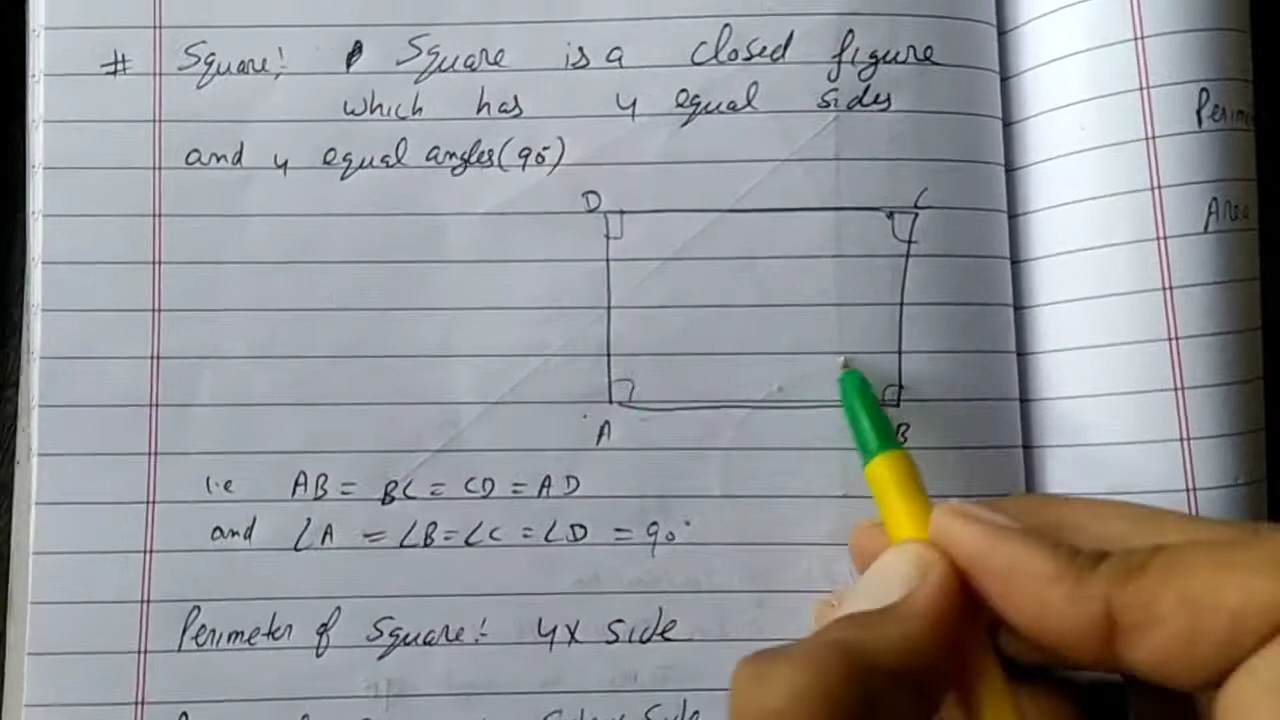 # Square: Square is a closed figure
which has 4 equal sides
and 4 equal angles (90°)
D C
A B
i.e AB = BC = CD = AD
and ∠A = ∠B = ∠C = ∠D = 90°
Perimeter of Square: 4 x side
Area